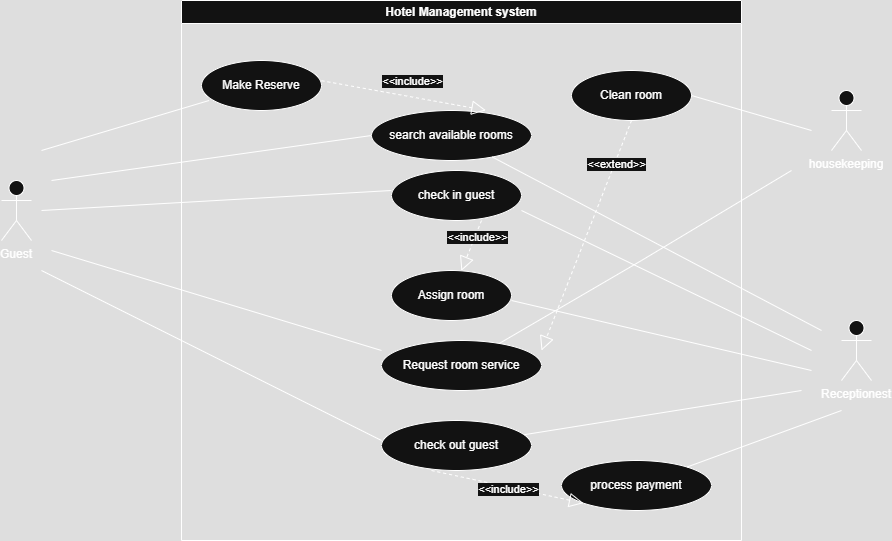 Hotel Management system
Make Reserve
<<include>>
Clean room
search available rooms
housekeeping
<<extend>>
check in guest
<<include>>
Guest
Assign room
Request room service
Receptionest
check out guest
<<include>>
process payment